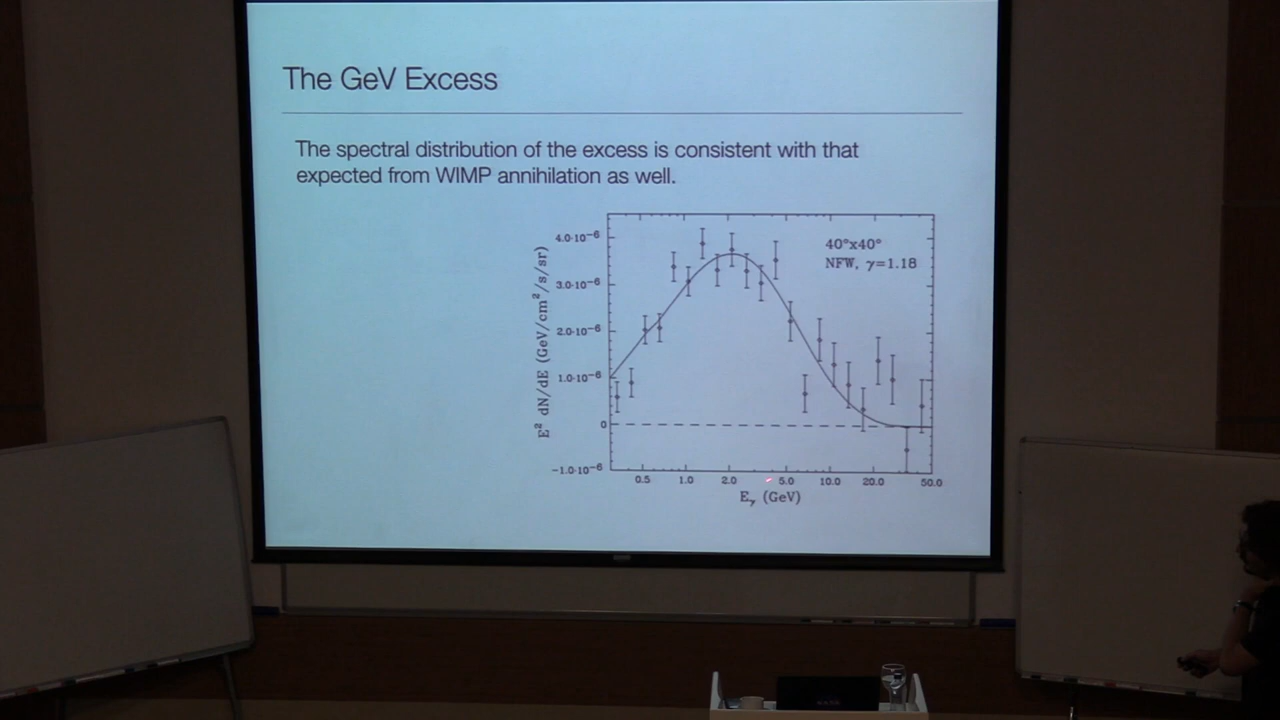 The GeV Excess
The spectral distribution of the excess is consistent with that
expected from WIMP annihilation as well.
40°x40°
NFW, γ=1.18
E² dN/dE (GeV/cm²/s/sr)
4.0·10⁻⁶
3.0·10⁻⁶
2.0·10⁻⁶
1.0·10⁻⁶
0
−1.0·10⁻⁶
0.5 1.0 2.0 5.0 10.0 20.0 50.0
Eγ (GeV)